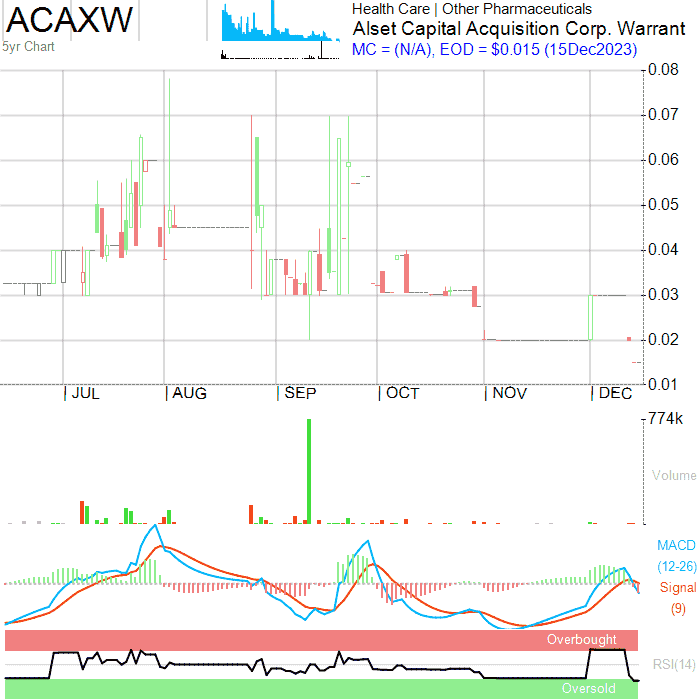 ACAXW
5yr Chart
Health Care | Other Pharmaceuticals
Alset Capital Acquisition Corp. Warrant
MC = (N/A), EOD = $0.015 (15Dec2023)
0.08
0.07
0.06
0.05
0.04
0.03
0.02
0.01
JUL AUG SEP OCT NOV DEC
774k
Volume
MACD
(12-26)
Signal
(9)
Overbought
RSI(14)
Oversold